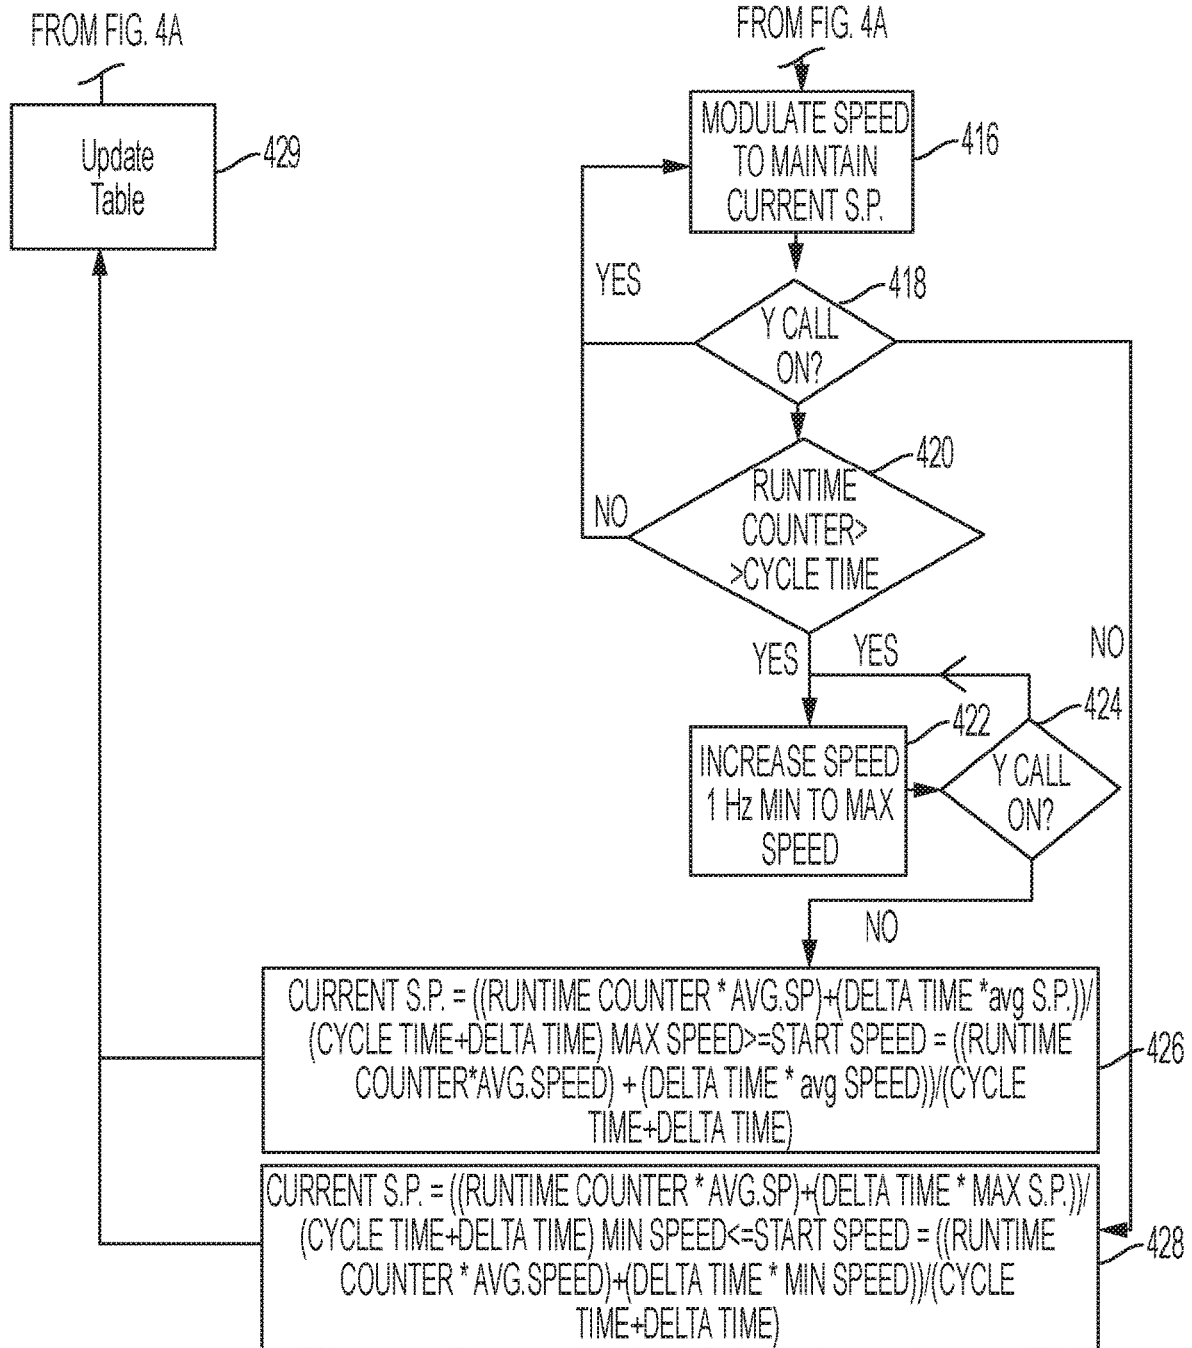 FROM FIG. 4A
Update
Table
429
FROM FIG. 4A
MODULATE SPEED
TO MAINTAIN
CURRENT S.P.
416
YES
Y CALL
ON?
418
RUNTIME
COUNTER>
>CYCLE TIME
420
NO
YES
YES
NO
INCREASE SPEED
1 Hz MIN TO MAX
SPEED
422
Y CALL
ON?
424
NO
CURRENT S.P. = ((RUNTIME COUNTER * AVG.SP)+(DELTA TIME *avg S.P.))/
(CYCLE TIME+DELTA TIME) MAX SPEED>=START SPEED = ((RUNTIME
COUNTER*AVG.SPEED) +(DELTA TIME * avg SPEED))/(CYCLE
TIME+DELTA TIME)
426
CURRENT S.P. = ((RUNTIME COUNTER * AVG.SP)+(DELTA TIME * MAX S.P.))/
(CYCLE TIME+DELTA TIME) MIN SPEED<=START SPEED = ((RUNTIME
COUNTER * AVG.SPEED)+(DELTA TIME * MIN SPEED))/(CYCLE
TIME+DELTA TIME)
428